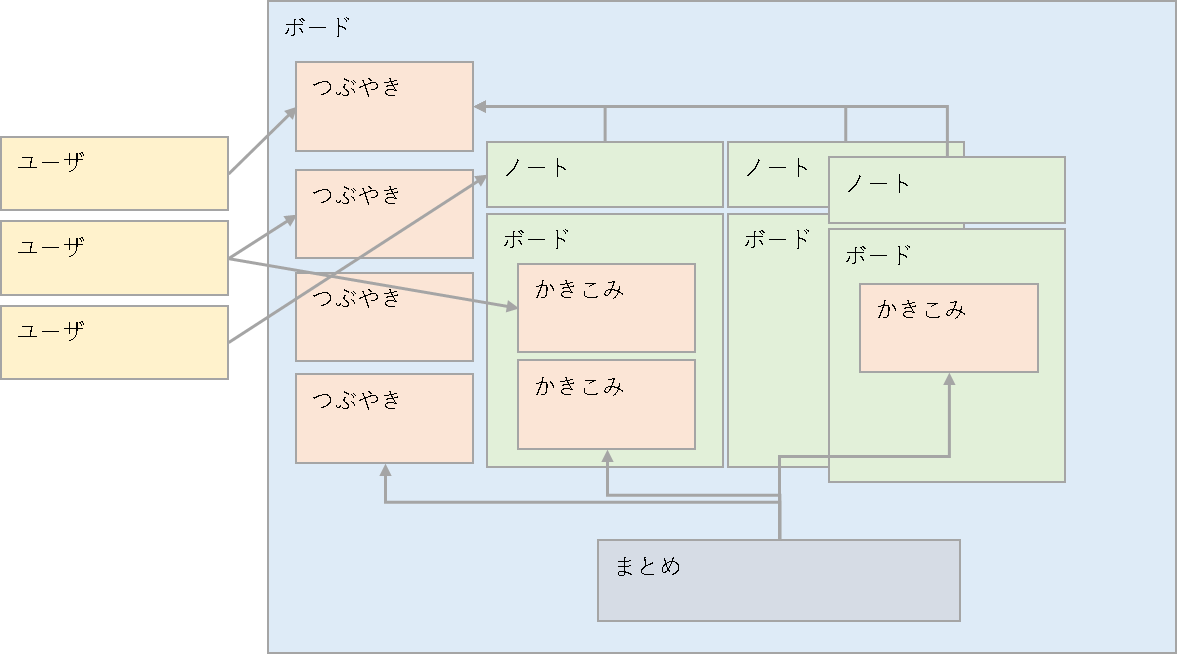 ボード
つぶやき
ユーザ
ユーザ
ユーザ
つぶやき
つぶやき
つぶやき
ノート
ボード
かきこみ
かきこみ
ノート
ボード
ノート
ボード
かきこみ
まとめ